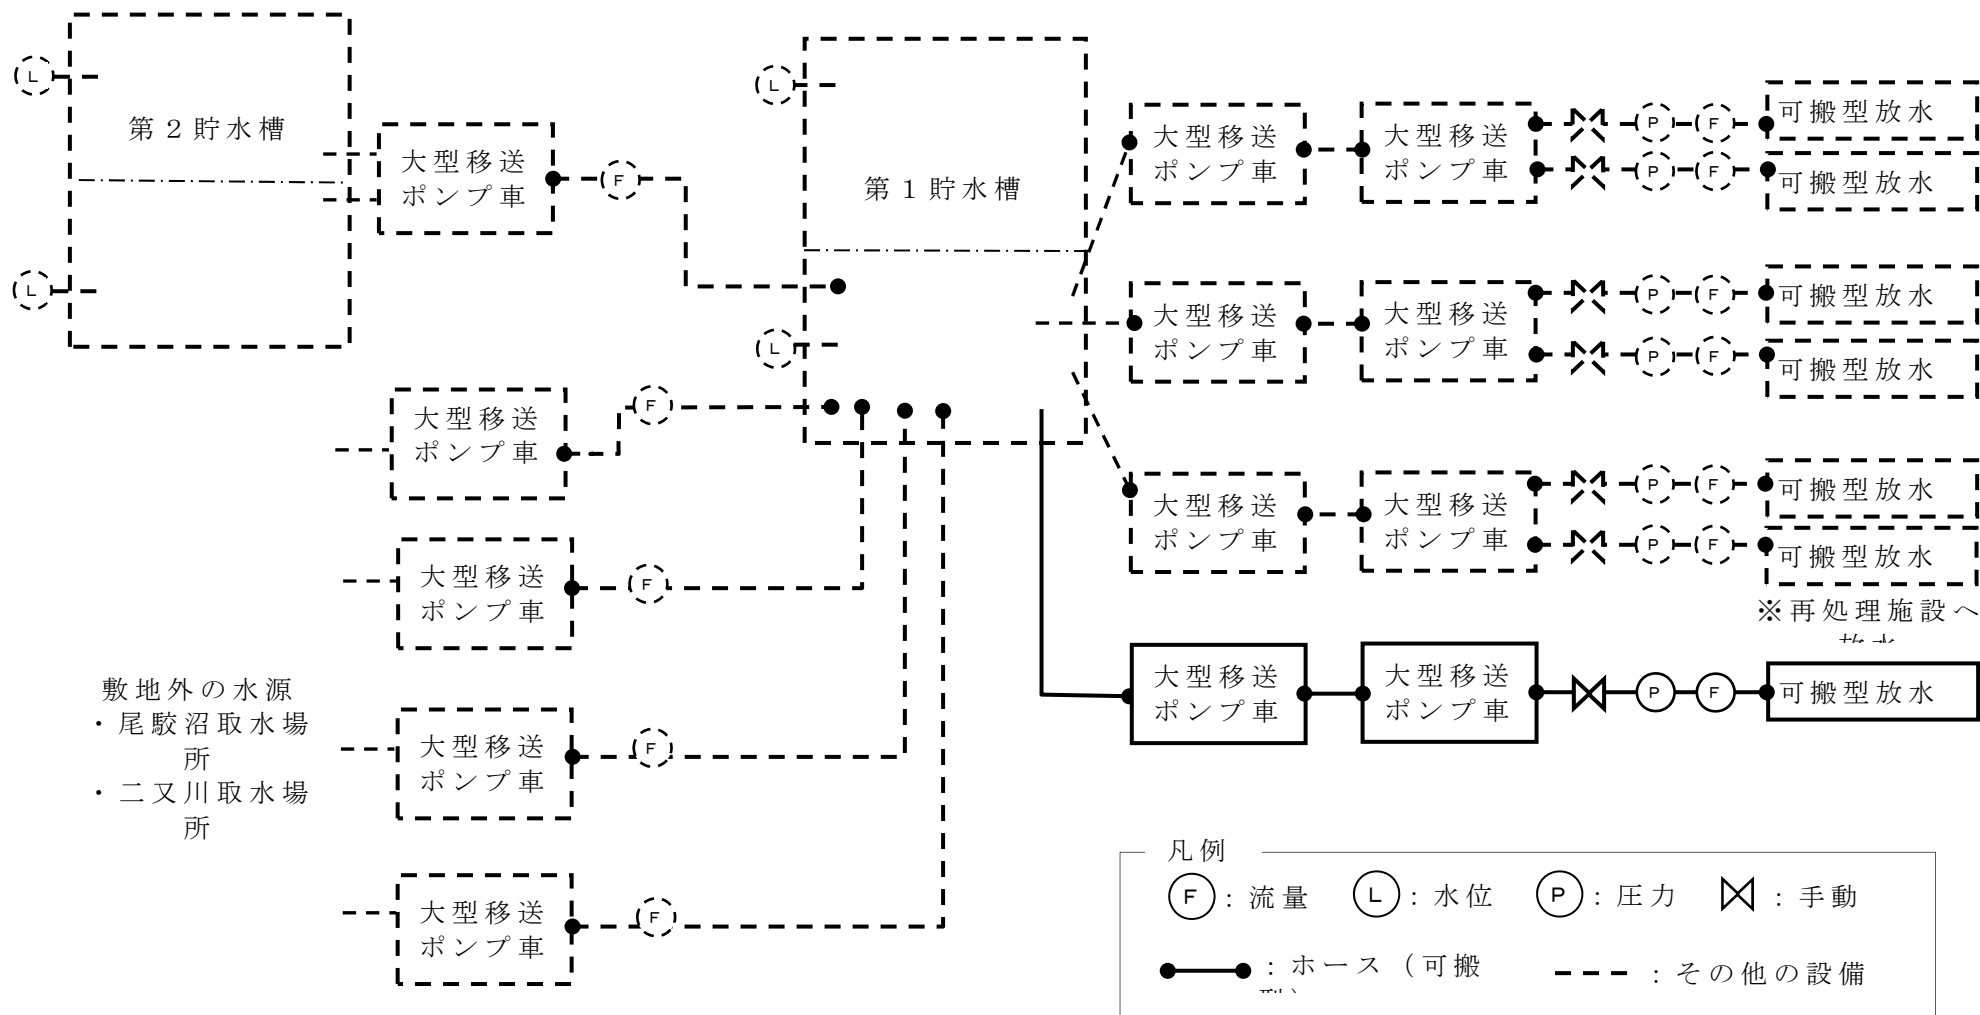 L
L
第２貯水槽
大型移送
ポンプ車
F
L
第１貯水槽
L
大型移送
ポンプ車
大型移送
ポンプ車
P
F
可搬型放水
P
F
可搬型放水
大型移送
ポンプ車
大型移送
ポンプ車
P
F
可搬型放水
P
F
可搬型放水
大型移送
ポンプ車
大型移送
ポンプ車
P
F
可搬型放水
P
F
可搬型放水
※再処理施設へ
大型移送
ポンプ車
大型移送
ポンプ車
P
F
可搬型放水
大型移送
ポンプ車
F
大型移送
ポンプ車
F
大型移送
ポンプ車
F
大型移送
ポンプ車
F
敷地外の水源
・尾駮沼取水場
所
・二又川取水場
所
凡例
F：流量
L：水位
P：圧力
：手動
：ホース（可搬
：その他の設備